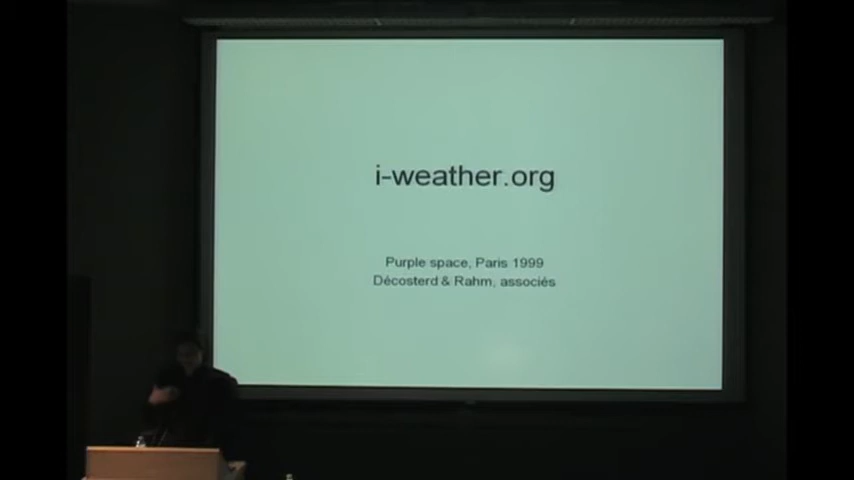 i-weather.org
Purple space, Paris 1999
Décosterd & Rahm, associés